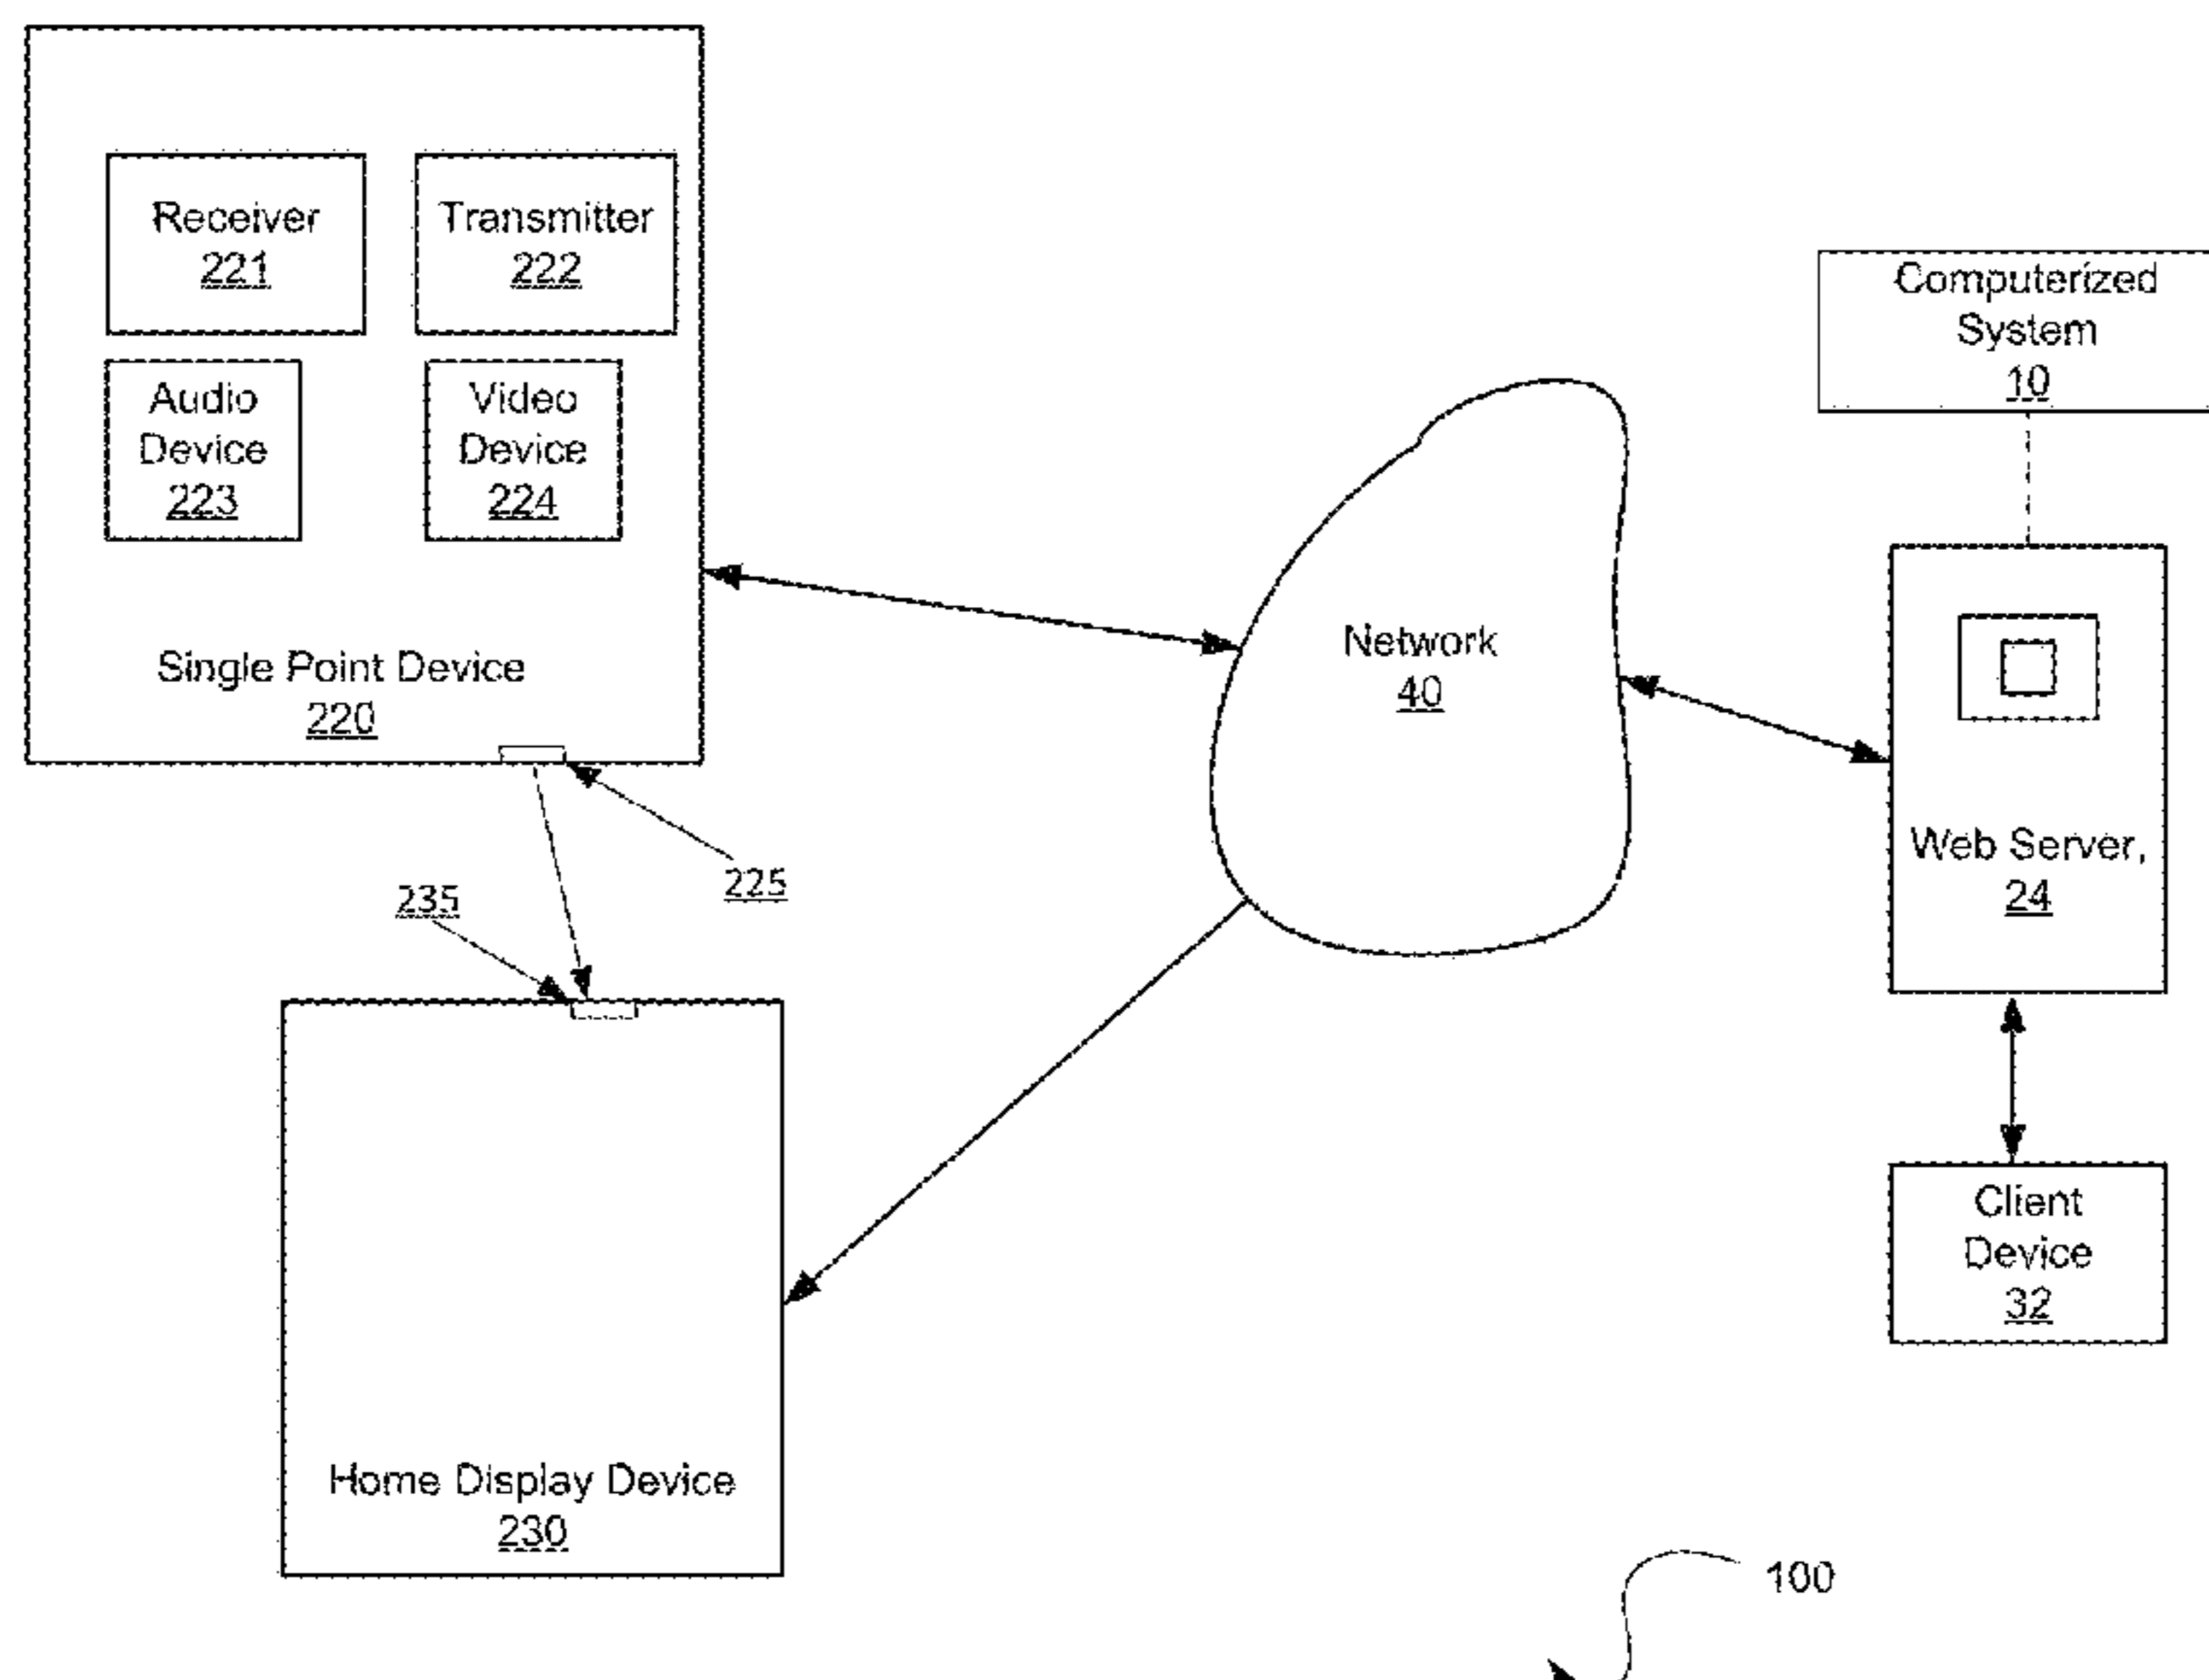 Receiver
221
Transmitter
222
Audio
Device
223
Video
Device
224
Single Point Device
220
225
235
Home Display Device
230
Network
40
Computerized
System
10
Web Server,
24
Client
Device
32
100